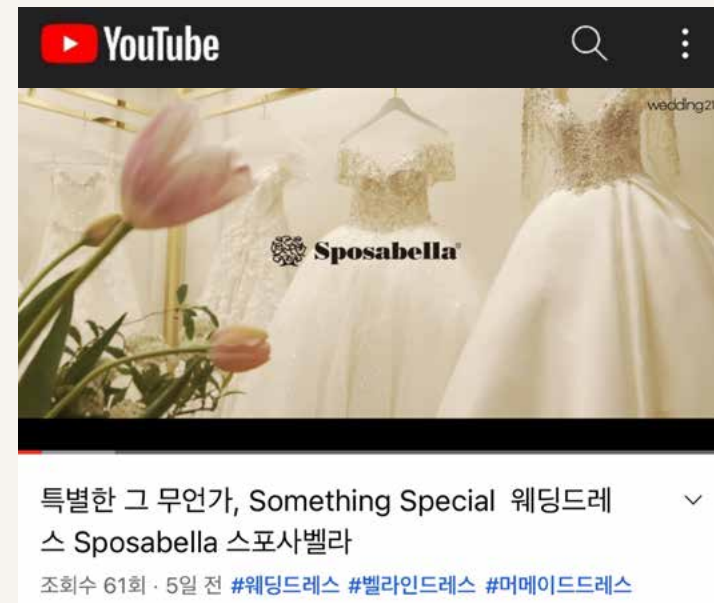 YouTube
wedding21
Sposabella
특별한 그 무언가, Something Special 웨딩드레
스 Sposabella 스포사벨라
조회수 61회 · 5일 전 #웨딩드레스 #벨라인드레스 #머메이드드레스